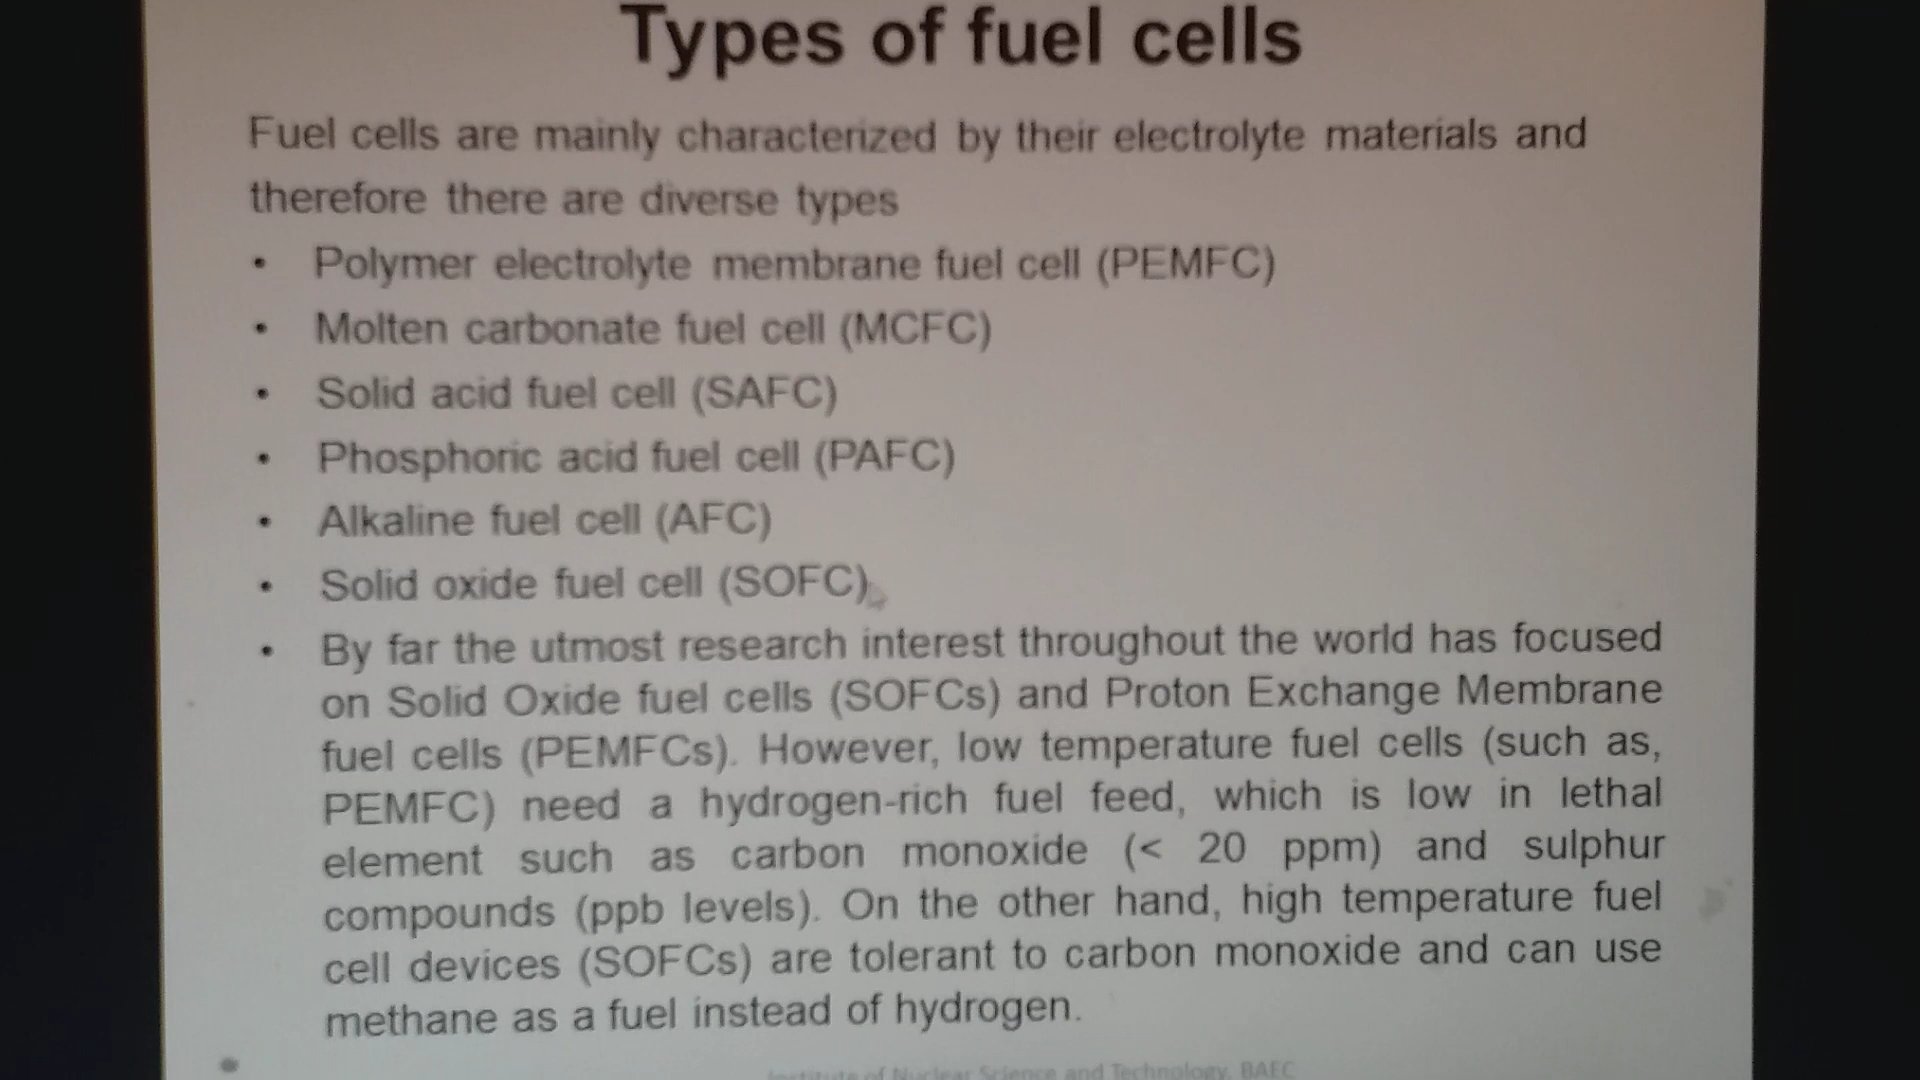 Types of fuel cells
Fuel cells are mainly characterized by their electrolyte materials and
therefore there are diverse types
• Polymer electrolyte membrane fuel cell (PEMFC)
• Molten carbonate fuel cell (MCFC)
• Solid acid fuel cell (SAFC)
• Phosphoric acid fuel cell (PAFC)
• Alkaline fuel cell (AFC)
• Solid oxide fuel cell (SOFC)
• By far the utmost research interest throughout the world has focused
on Solid Oxide fuel cells (SOFCs) and Proton Exchange Membrane
fuel cells (PEMFCs). However, low temperature fuel cells (such as,
PEMFC) need a hydrogen-rich fuel feed, which is low in lethal
element such as carbon monoxide (< 20 ppm) and sulphur
compounds (ppb levels). On the other hand, high temperature fuel
cell devices (SOFCs) are tolerant to carbon monoxide and can use
methane as a fuel instead of hydrogen.
Institute of Nuclear Science and Technology, BAEC